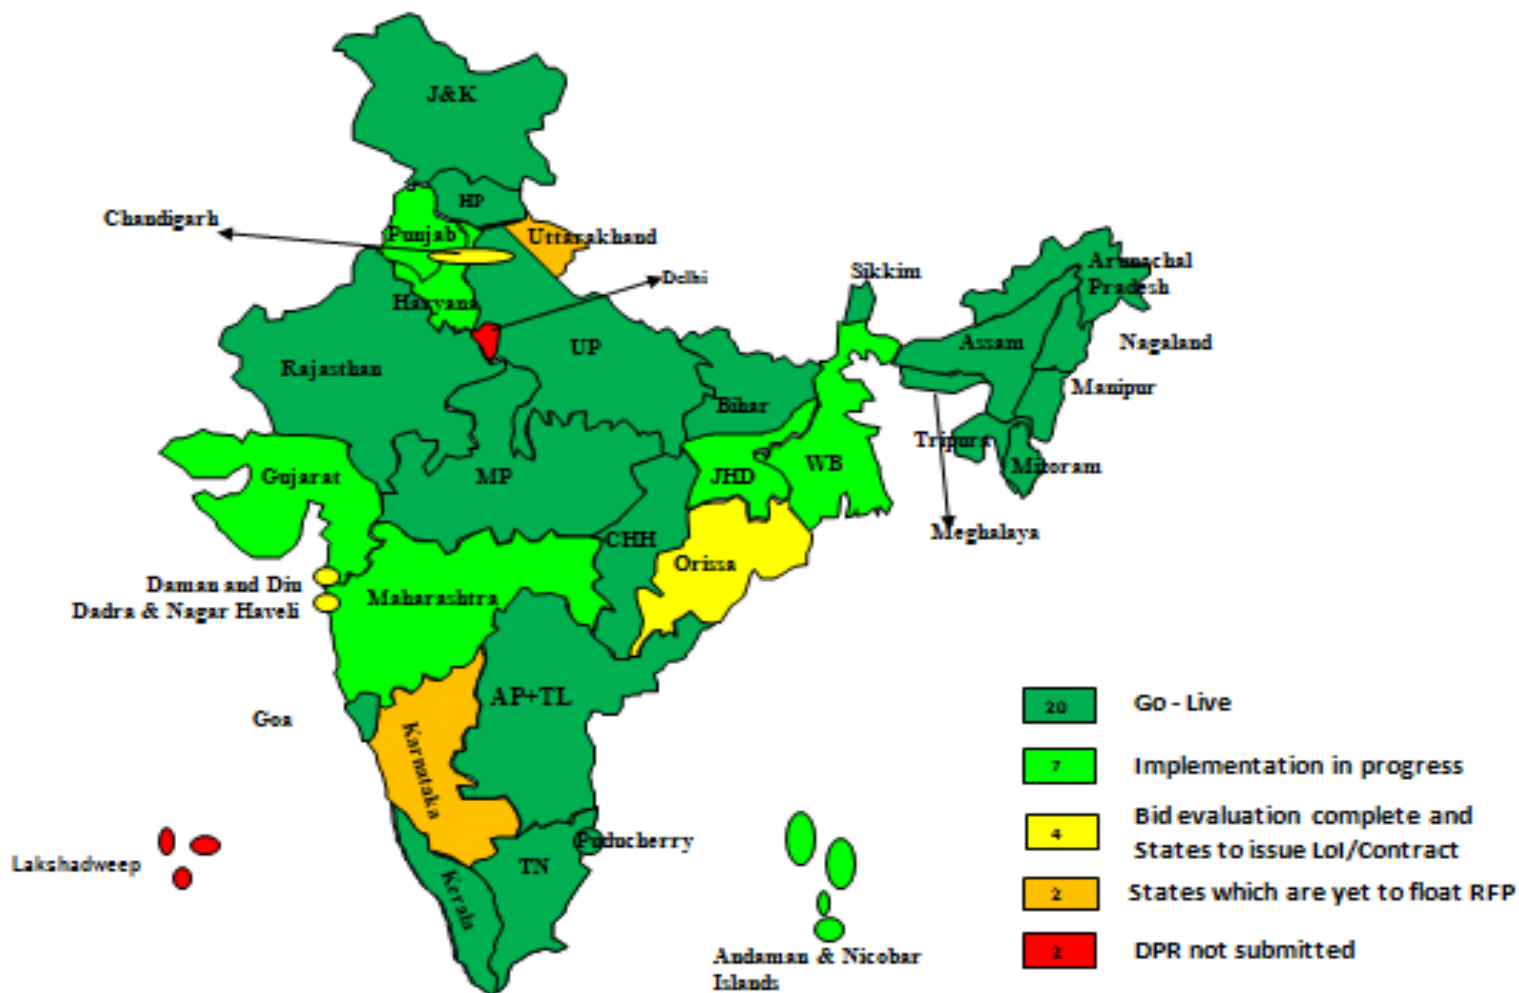 J&K
HP
Chandigarh
Punjab
Uttarakhand
Delhi
Haryana
Sikkim
Arunachal
Pradesh
Rajasthan
UP
Assam
Nagaland
Manipur
Bihar
Tripura
Mitoram
Gujarat
MP
JHD
WB
Meghalaya
CHH
Orissa
Daman and Diu
Dadra & Nagar Haveli
Maharashtra
Goa
Karnataka
AP+TL
Puducherry
TN
Kerala
Lakshadweep
Andaman & Nicobar
Islands
20 Go - Live
7 Implementation in progress
4 Bid evaluation complete and
States to issue LoI/Contract
2 States which are yet to float RFP
2 DPR not submitted